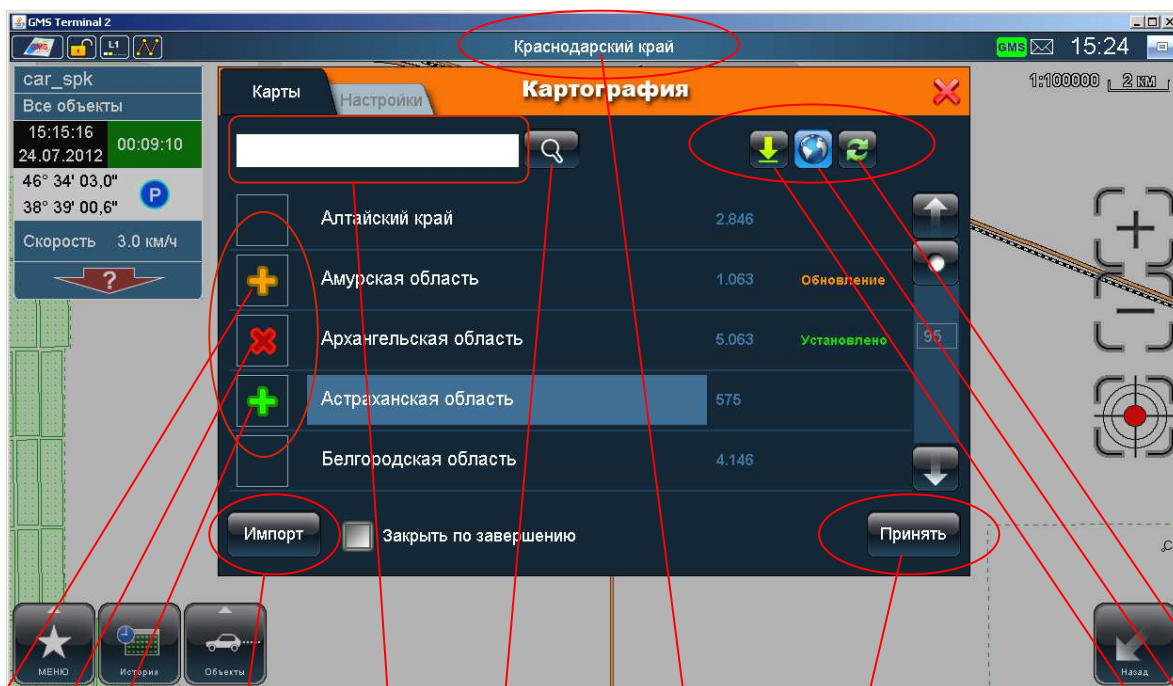 GMS Terminal 2
GMS L1 Краснодарский край GMS 15:24
car_spk
Все объекты
15:15:16
24.07.2012
00:09:10
46° 34' 03,0"
38° 39' 00,6"
P
Скорость 3.0 км/ч
?
Карты
Настройки
Картография
1:100000 2 км
Алтайский край 2.846
Амурская область 1.063 Обновление
Архангельская область 5.063 Установлено 95
Астраханская область 575
Белгородская область 4.146
Импорт
Закрыть по завершению
Принять
С
МЕНЮ
История
Объекты
Назад